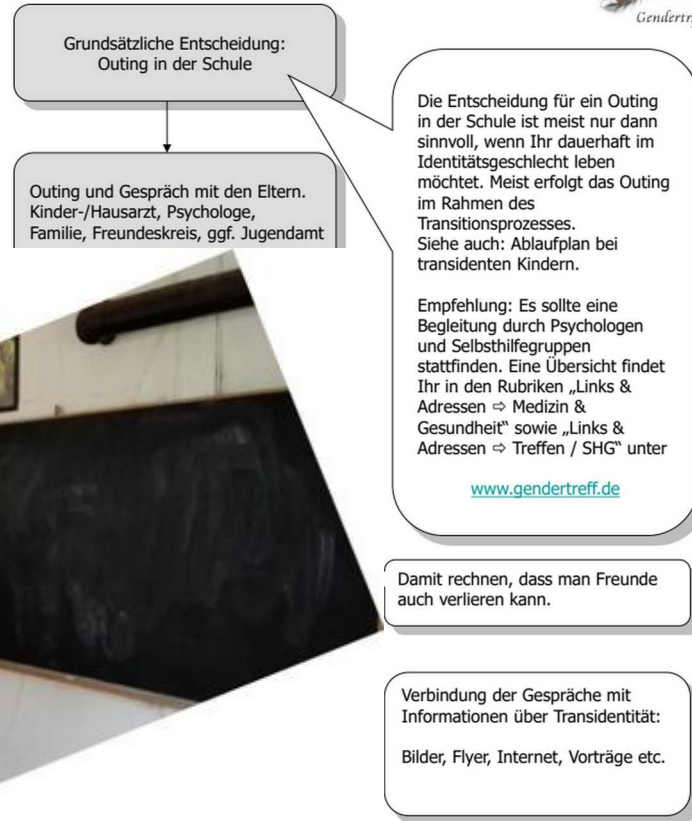 Gendertr
Grundsätzliche Entscheidung:
Outing in der Schule
Outing und Gespräch mit den Eltern.
Kinder-/Hausarzt, Psychologe,
Familie, Freundeskreis, ggf. Jugendamt
Die Entscheidung für ein Outing
in der Schule ist meist nur dann
sinnvoll, wenn Ihr dauerhaft im
Identitätsgeschlecht leben
möchtet. Meist erfolgt das Outing
im Rahmen des
Transitionsprozesses.
Siehe auch: Ablaufplan bei
transidenten Kindern.
Empfehlung: Es sollte eine
Begleitung durch Psychologen
und Selbsthilfegruppen
stattfinden. Eine Übersicht findet
Ihr in den Rubriken „Links &
Adressen ⇨ Medizin &
Gesundheit“ sowie „Links &
Adressen ⇨ Treffen / SHG“ unter
www.gendertreff.de
Damit rechnen, dass man Freunde
auch verlieren kann.
Verbindung der Gespräche mit
Informationen über Transidentität:
Bilder, Flyer, Internet, Vorträge etc.